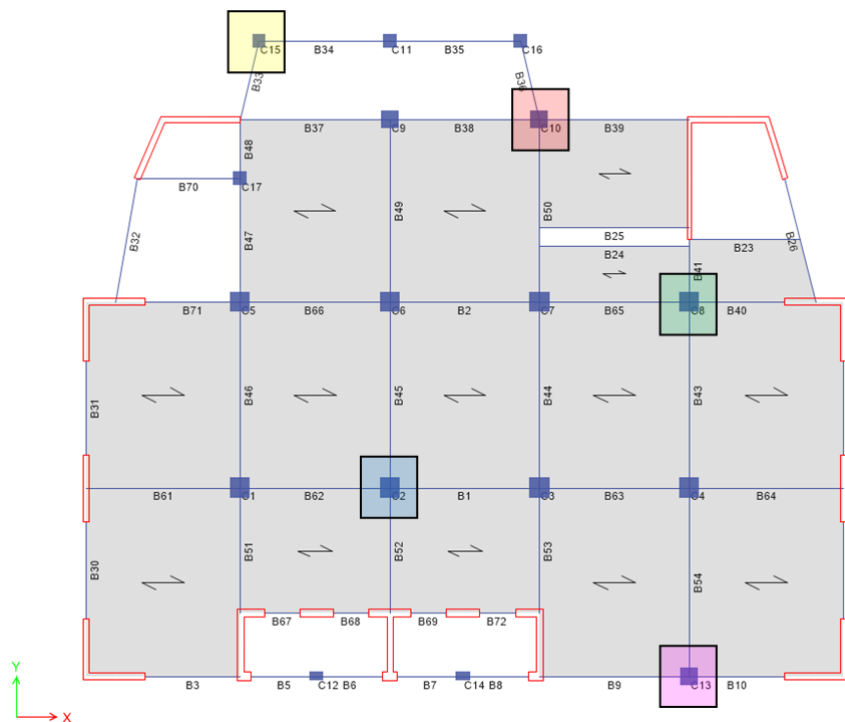 C15 B34 C11 B35 C16
B33 B36
B37 C9 B38 C10 B39
B48
B70 C17
B49 B50
B32 B47 B25 B23 B26
B24
B41
B71 C5 B66 C6 B2 C7 B65 C8 B40
B31 B46 B45 B44 B43
B61 C1 B62 C2 B1 C3 B63 C4 B64
B30 B51 B52 B53 B54
B67 B68 B69 B72
Y
B3 B5 C12 B6 B7 C14 B8 B9 C13 B10
X